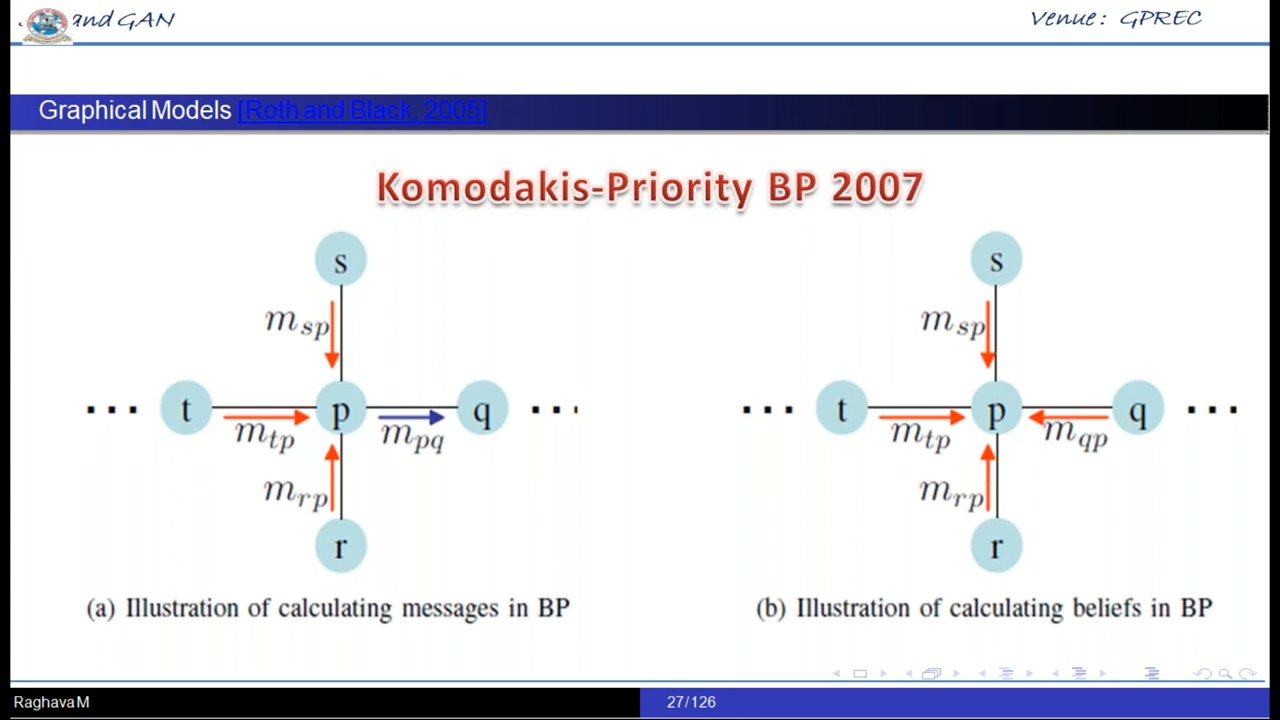 and GAN
Venue: GPREC
Graphical Models [Roth and Black, 2005]
Komodakis-Priority BP 2007
s
m_sp
... t p q ...
m_tp m_pq
m_rp
r
(a) Illustration of calculating messages in BP
s
m_sp
... t p q ...
m_tp m_qp
m_rp
r
(b) Illustration of calculating beliefs in BP
Raghava M
27/126